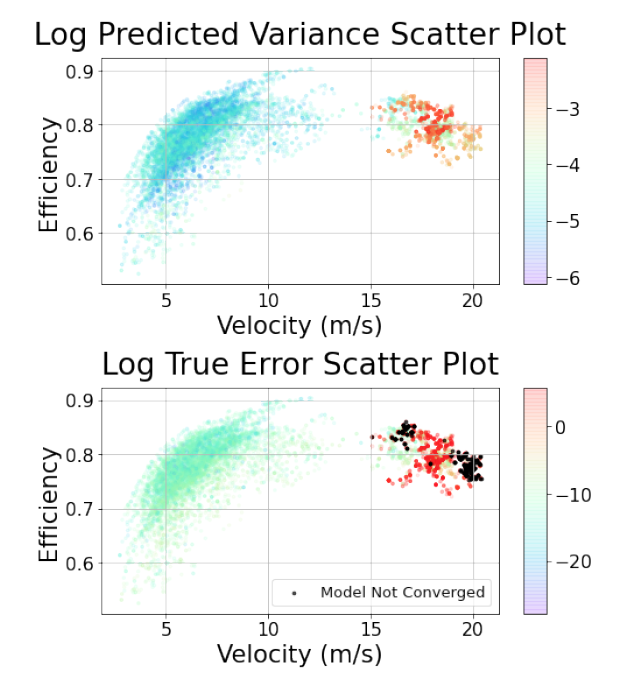 Log Predicted Variance Scatter Plot
0.9
0.8
0.7
0.6
Efficiency
5 10 15 20
Velocity (m/s)
−3
−4
−5
−6
Log True Error Scatter Plot
0.9
0.8
0.7
0.6
Efficiency
Model Not Converged
5 10 15 20
Velocity (m/s)
0
−10
−20